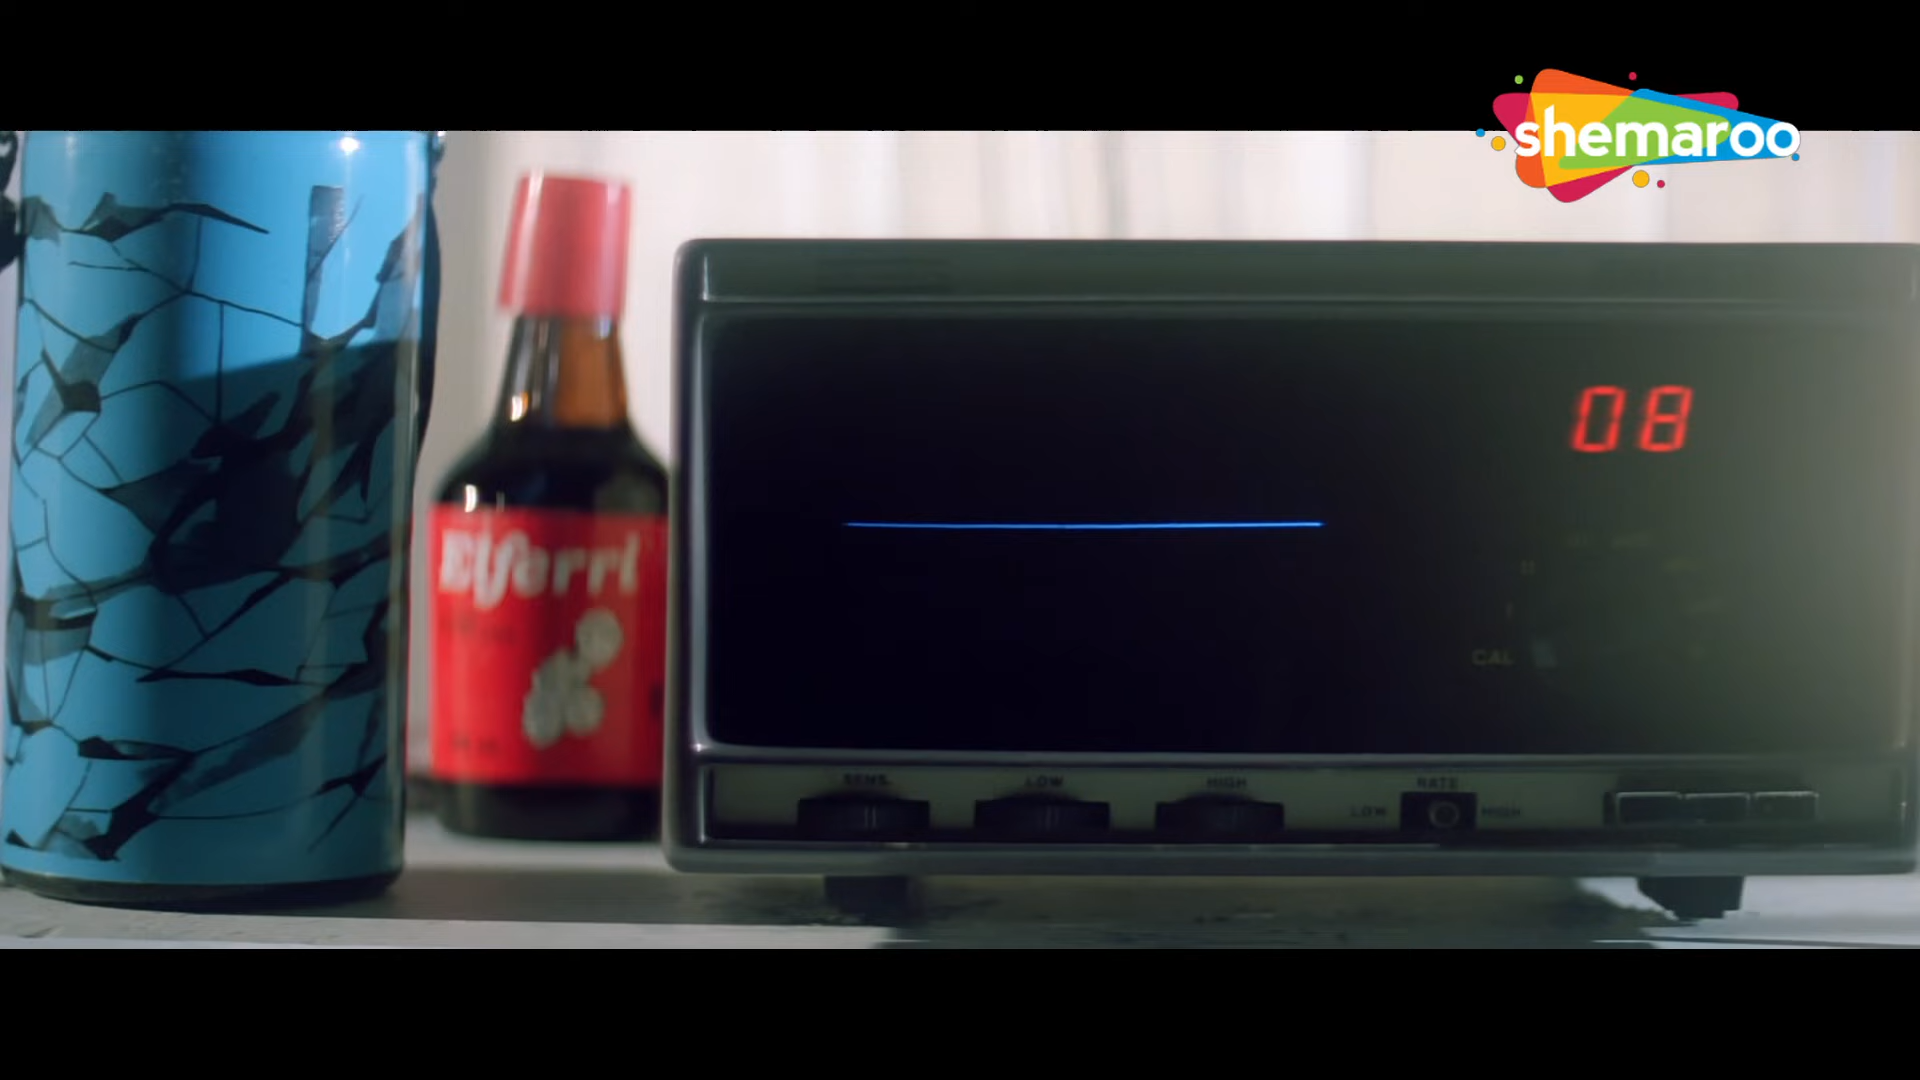 shemaroo
08
Elferri
CAL
SENS.
LOW
HIGH
RATE
LOW
HIGH